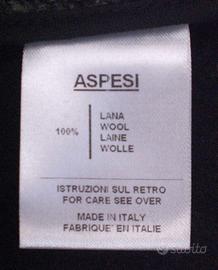 ASPESI
LANA
100% WOOL
LAINE
WOLLE
ISTRUZIONI SUL RETRO
FOR CARE SEE OVER
MADE IN ITALY
FABRIQUÉ EN ITALIE
subito